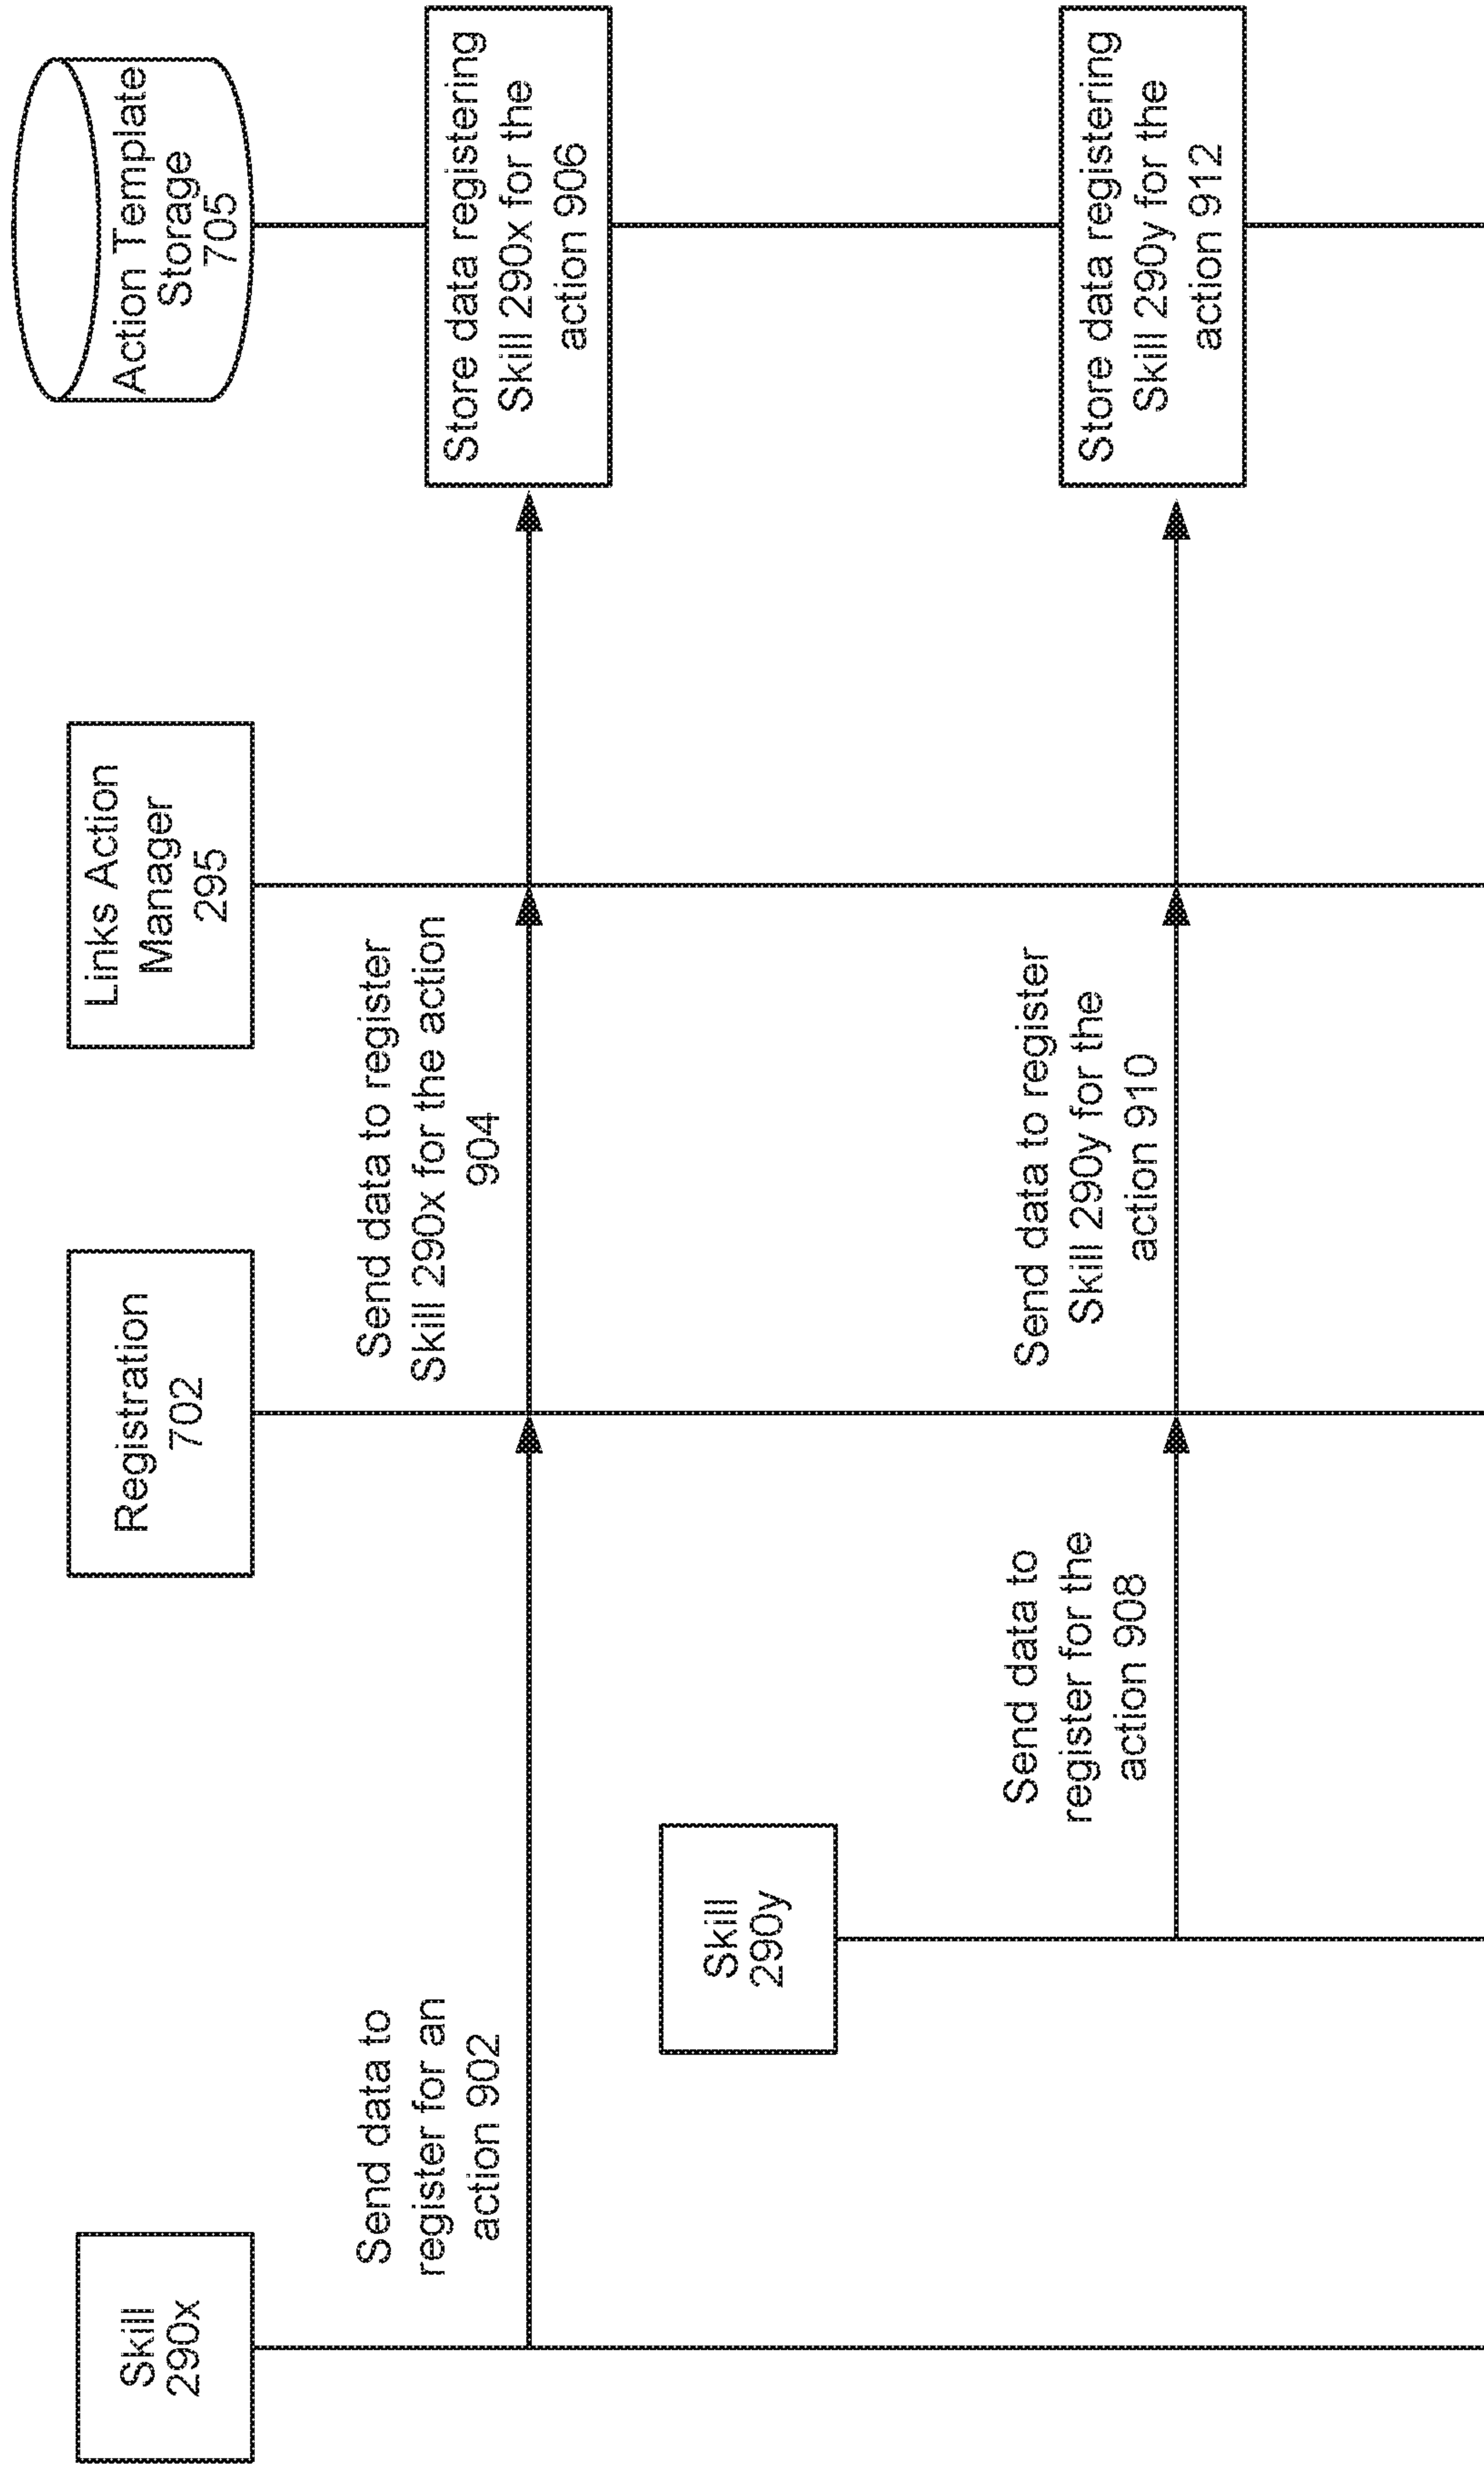 Skill
290x
Registration
702
Links Action
Manager
295
Action Template
Storage
705
Send data to
register for an
action 902
Send data to register
Skill 290x for the action
904
Store data registering
Skill 290x for the
action 906
Skill
290y
Send data to
register for the
action 908
Send data to register
Skill 290y for the
action 910
Store data registering
Skill 290y for the
action 912